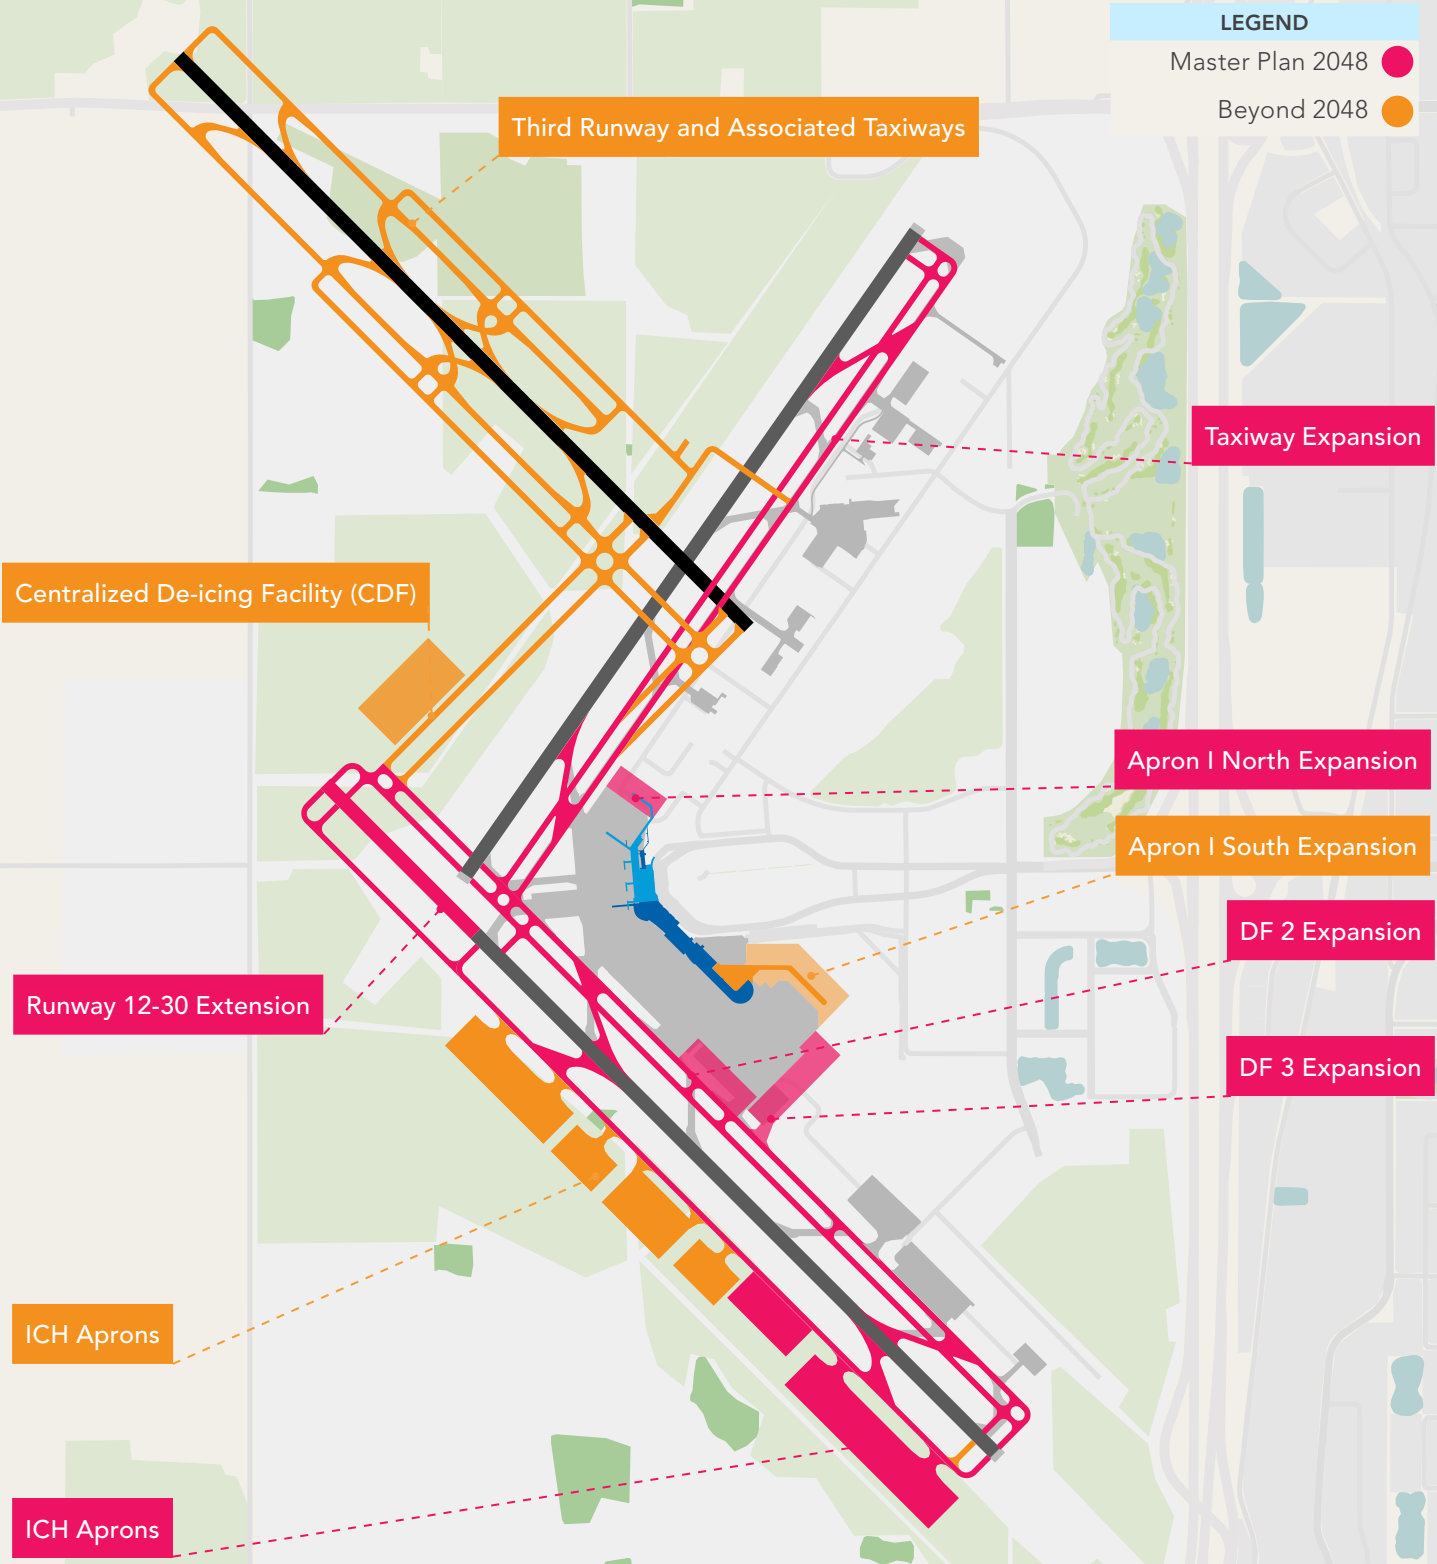 LEGEND
Master Plan 2048
Beyond 2048
Third Runway and Associated Taxiways
Taxiway Expansion
Centralized De-icing Facility (CDF)
Apron I North Expansion
Apron I South Expansion
DF 2 Expansion
Runway 12-30 Extension
DF 3 Expansion
ICH Aprons
ICH Aprons